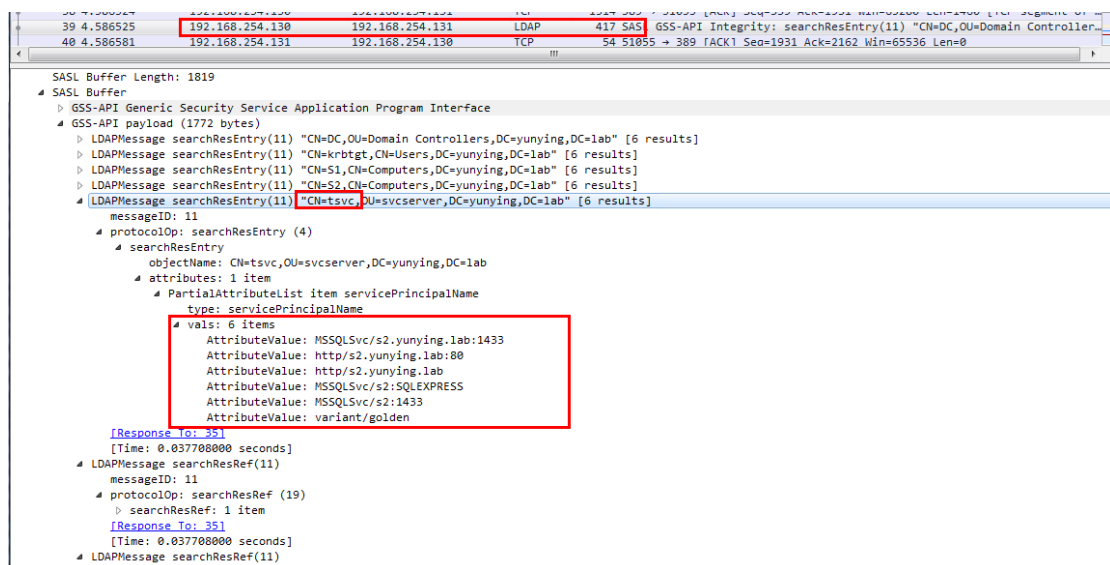 39 4.586525 192.168.254.130 192.168.254.131 LDAP 417 SASL GSS-API Integrity: searchResEntry(11) "CN=DC,OU=Domain Controller…
40 4.586581 192.168.254.131 192.168.254.130 TCP 54 51055 → 389 [ACK] Seq=1931 Ack=2162 Win=65536 Len=0
SASL Buffer Length: 1819
SASL Buffer
GSS-API Generic Security Service Application Program Interface
GSS-API payload (1772 bytes)
LDAPMessage searchResEntry(11) "CN=DC,OU=Domain Controllers,DC=yunying,DC=lab" [6 results]
LDAPMessage searchResEntry(11) "CN=krbtgt,CN=Users,DC=yunying,DC=lab" [6 results]
LDAPMessage searchResEntry(11) "CN=S1,CN=Computers,DC=yunying,DC=lab" [6 results]
LDAPMessage searchResEntry(11) "CN=S2,CN=Computers,DC=yunying,DC=lab" [6 results]
LDAPMessage searchResEntry(11) "CN=tsvc,OU=svcserver,DC=yunying,DC=lab" [6 results]
messageID: 11
protocolOp: searchResEntry (4)
searchResEntry
objectName: CN=tsvc,OU=svcserver,DC=yunying,DC=lab
attributes: 1 item
PartialAttributeList item servicePrincipalName
type: servicePrincipalName
vals: 6 items
AttributeValue: MSSQLSvc/s2.yunying.lab:1433
AttributeValue: http/s2.yunying.lab:80
AttributeValue: http/s2.yunying.lab
AttributeValue: MSSQLSvc/s2:SQLEXPRESS
AttributeValue: MSSQLSvc/s2:1433
AttributeValue: variant/golden
[Response To: 35]
[Time: 0.037708000 seconds]
LDAPMessage searchResRef(11)
messageID: 11
protocolOp: searchResRef (19)
searchResRef: 1 item
[Response To: 35]
[Time: 0.037708000 seconds]
LDAPMessage searchResRef(11)